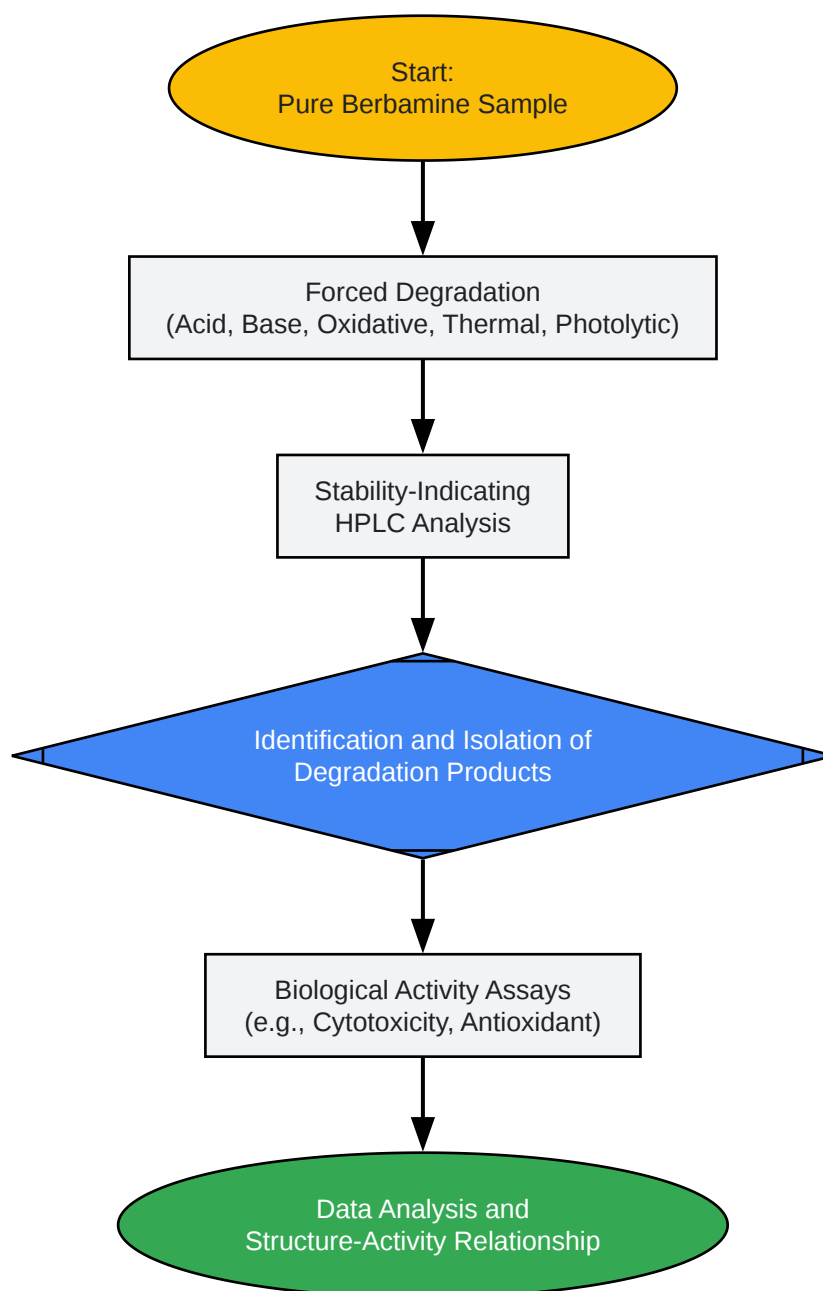 Start:
Pure Berbamine Sample
Forced Degradation
(Acid, Base, Oxidative, Thermal, Photolytic)
Stability-Indicating
HPLC Analysis
Identification and Isolation of
Degradation Products
Biological Activity Assays
(e.g., Cytotoxicity, Antioxidant)
Data Analysis and
Structure-Activity Relationship